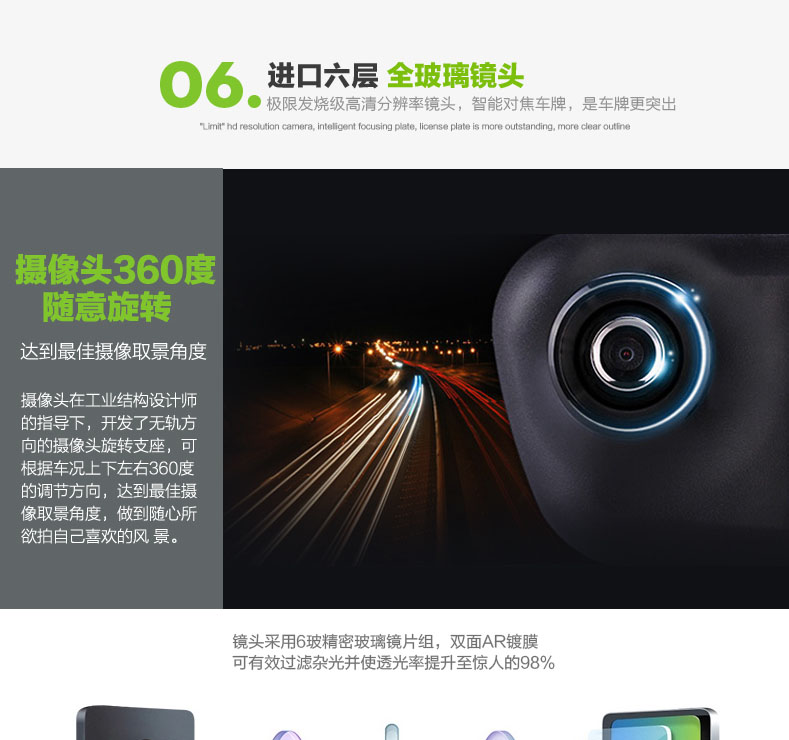 06.
进口六层 全玻璃镜头
极限发烧级高清分辨率镜头，智能对焦车牌，是车牌更突出
"Limit" hd resolution camera, intelligent focusing plate, license plate is more outstanding, more clear outline
摄像头360度
随意旋转
达到最佳摄像取景角度
摄像头在工业结构设计师
的指导下，开发了无轨方
向的摄像头旋转支座，可
根据车况上下左右360度
的调节方向，达到最佳摄
像取景角度，做到随心所
欲拍自己喜欢的风 景。
镜头采用6玻精密玻璃镜片组，双面AR镀膜
可有效过滤杂光并使透光率提升至惊人的98%